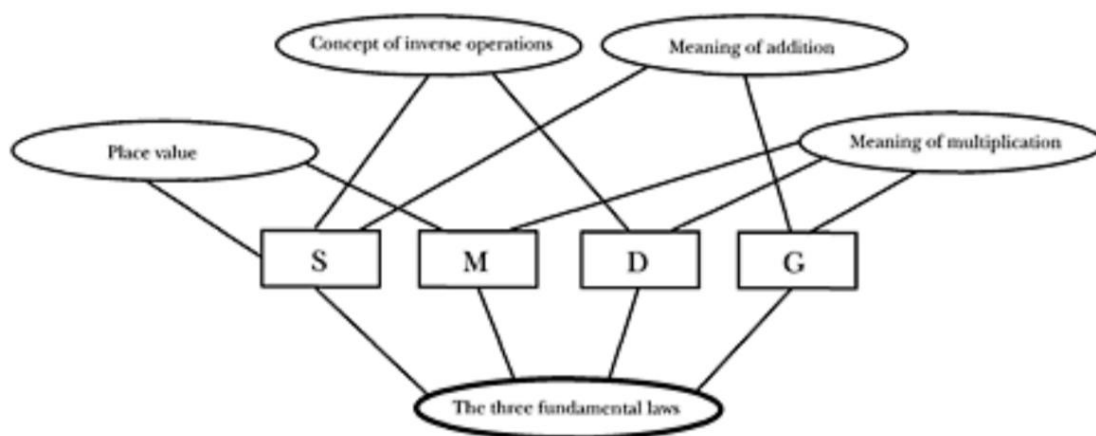 Concept of inverse operations
Meaning of addition
Place value
Meaning of multiplication
S
M
D
G
The three fundamental laws